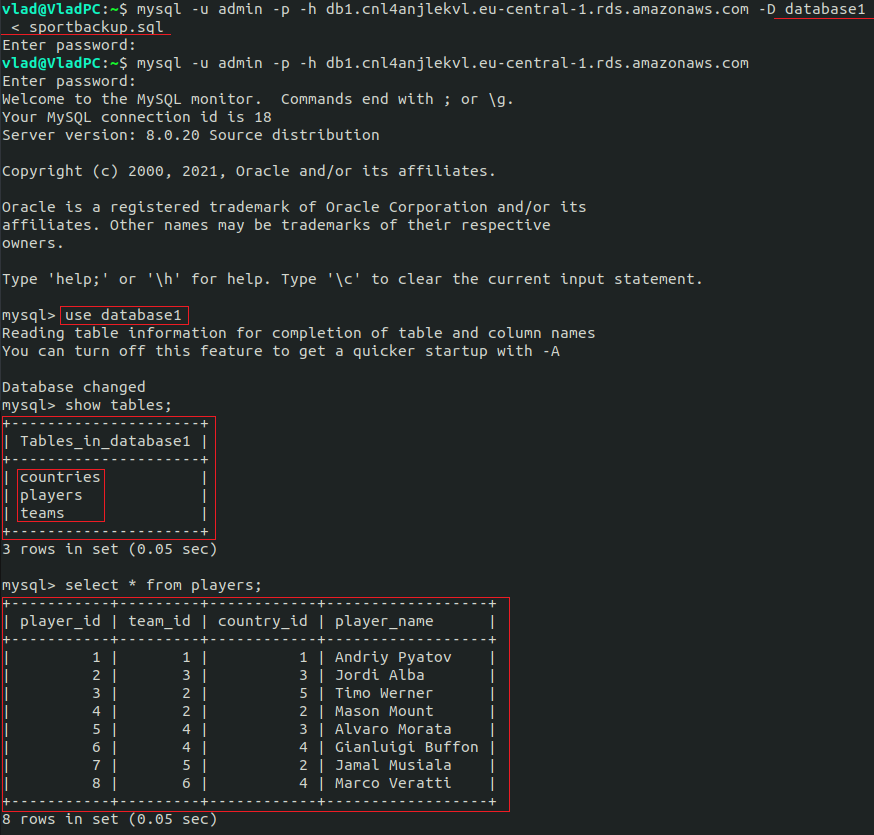 vlad@VladPC:~$ mysql -u admin -p -h db1.cnl4anjlekvl.eu-central-1.rds.amazonaws.com -D database1
 < sportbackup.sql
Enter password:
vlad@VladPC:~$ mysql -u admin -p -h db1.cnl4anjlekvl.eu-central-1.rds.amazonaws.com
Enter password:
Welcome to the MySQL monitor.  Commands end with ; or \g.
Your MySQL connection id is 18
Server version: 8.0.20 Source distribution

Copyright (c) 2000, 2021, Oracle and/or its affiliates.

Oracle is a registered trademark of Oracle Corporation and/or its
affiliates. Other names may be trademarks of their respective
owners.

Type 'help;' or '\h' for help. Type '\c' to clear the current input statement.

mysql> use database1
Reading table information for completion of table and column names
You can turn off this feature to get a quicker startup with -A

Database changed
mysql> show tables;
+---------------------+
| Tables_in_database1 |
+---------------------+
| countries           |
| players             |
| teams               |
+---------------------+
3 rows in set (0.05 sec)

mysql> select * from players;
+-----------+---------+------------+------------------+
| player_id | team_id | country_id | player_name      |
+-----------+---------+------------+------------------+
|         1 |       1 |          1 | Andriy Pyatov    |
|         2 |       3 |          3 | Jordi Alba       |
|         3 |       2 |          5 | Timo Werner      |
|         4 |       2 |          2 | Mason Mount      |
|         5 |       4 |          3 | Alvaro Morata    |
|         6 |       4 |          4 | Gianluigi Buffon |
|         7 |       5 |          2 | Jamal Musiala    |
|         8 |       6 |          4 | Marco Veratti    |
+-----------+---------+------------+------------------+
8 rows in set (0.05 sec)